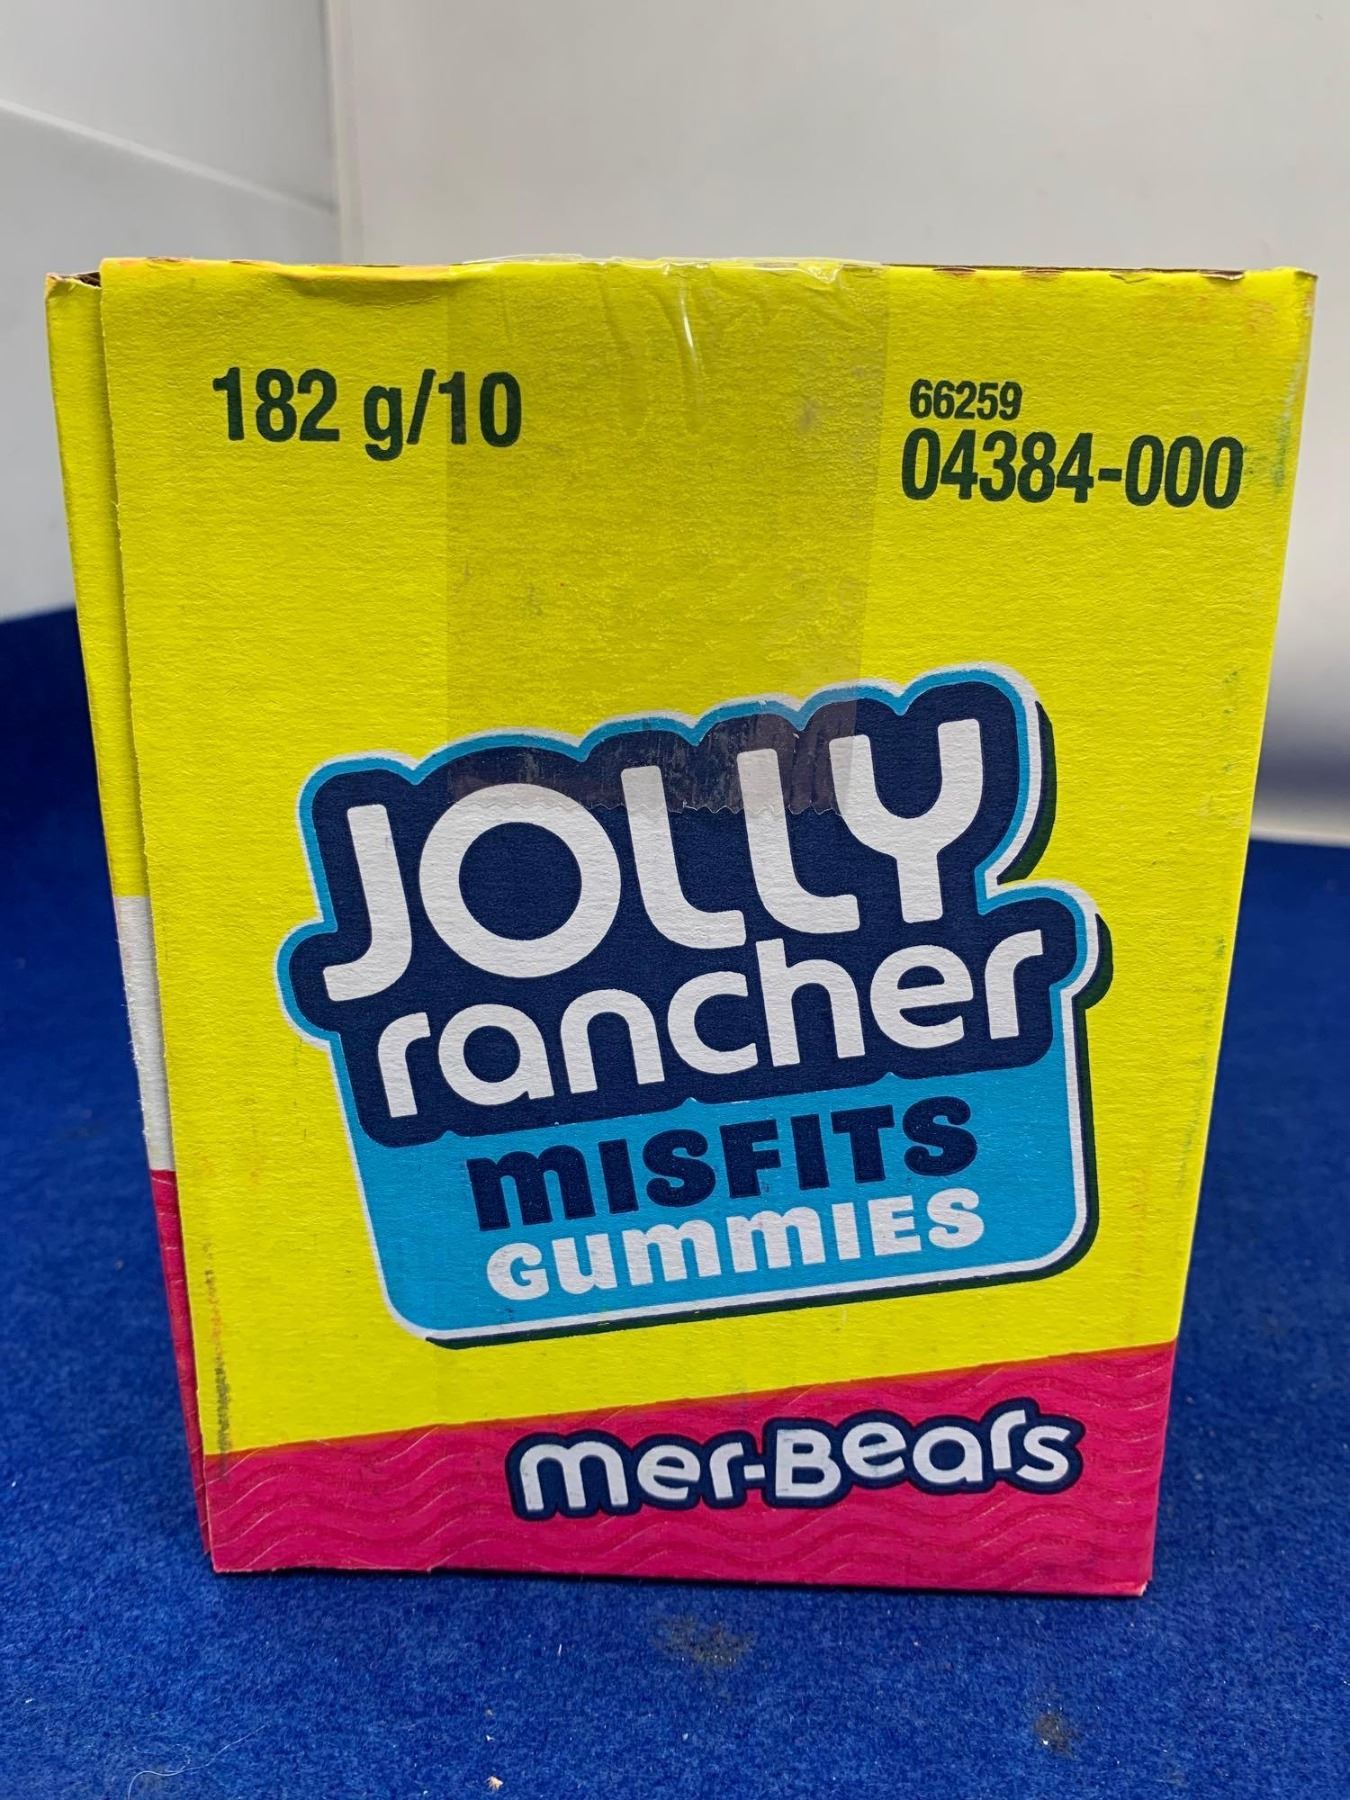 182 g/10
66259
04384-000
JOLLY
rancher
MISFITS
GUMMIES
mer-Bears